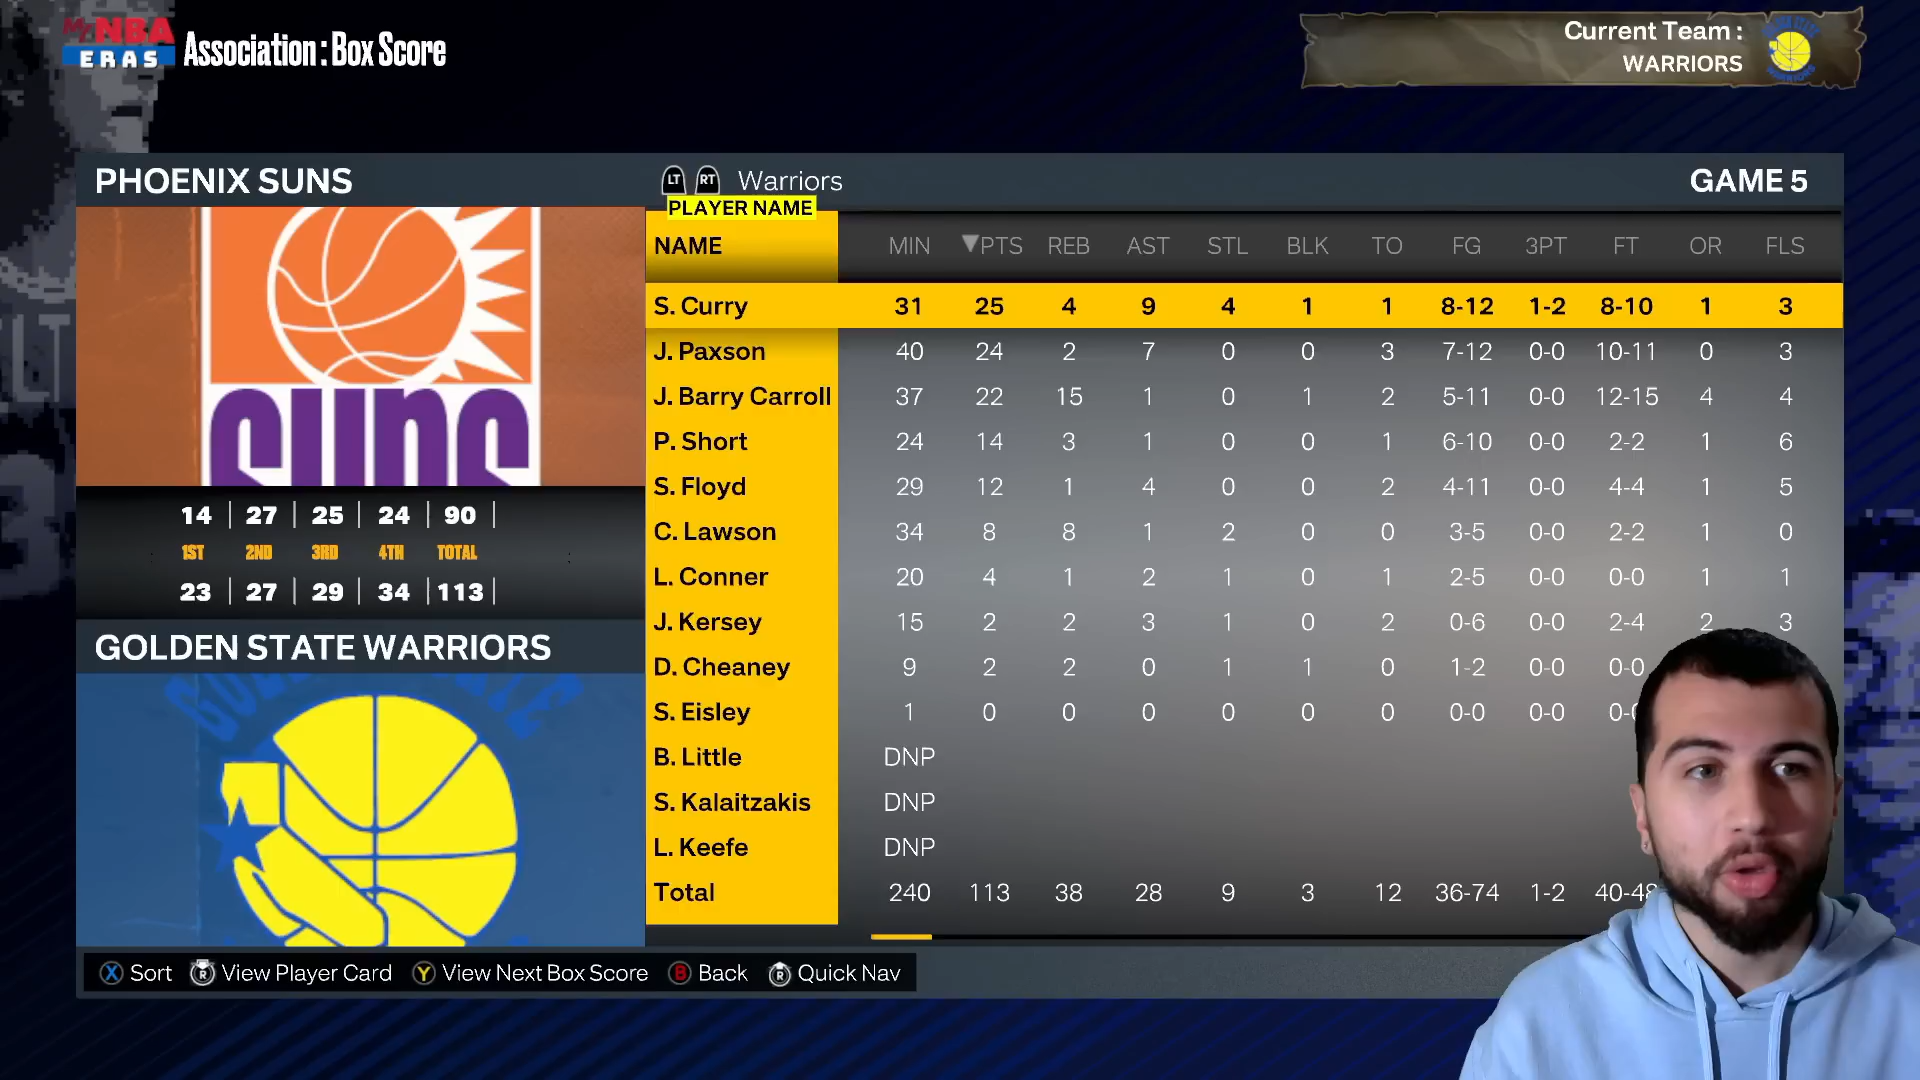 MyNBA
ERAS
Association : Box Score
Current Team :
WARRIORS
PHOENIX SUNS
SUNS
14 27 25 24 90
1ST 2ND 3RD 4TH TOTAL
23 27 29 34 113
GOLDEN STATE WARRIORS
LT RT Warriors
GAME 5
PLAYER NAME
NAME MIN PTS REB AST STL BLK TO FG 3PT FT OR FLS
S. Curry 31 25 4 9 4 1 1 8-12 1-2 8-10 1 3
J. Paxson 40 24 2 7 0 0 3 7-12 0-0 10-11 0 3
J. Barry Carroll 37 22 15 1 0 1 2 5-11 0-0 12-15 4 4
P. Short 24 14 3 1 0 0 1 6-10 0-0 2-2 1 6
S. Floyd 29 12 1 4 0 0 2 4-11 0-0 4-4 1 5
C. Lawson 34 8 8 1 2 0 0 3-5 0-0 2-2 1 0
L. Conner 20 4 1 2 1 0 1 2-5 0-0 0-0 1 1
J. Kersey 15 2 2 3 1 0 2 0-6 0-0 2-4 2 3
D. Cheaney 9 2 2 0 1 1 0 1-2 0-0 0-0
S. Eisley 1 0 0 0 0 0 0 0-0 0-0
B. Little DNP
S. Kalaitzakis DNP
L. Keefe DNP
Total 240 113 38 28 9 3 12 36-74 1-2 40-48
X Sort R View Player Card Y View Next Box Score B Back R Quick Nav